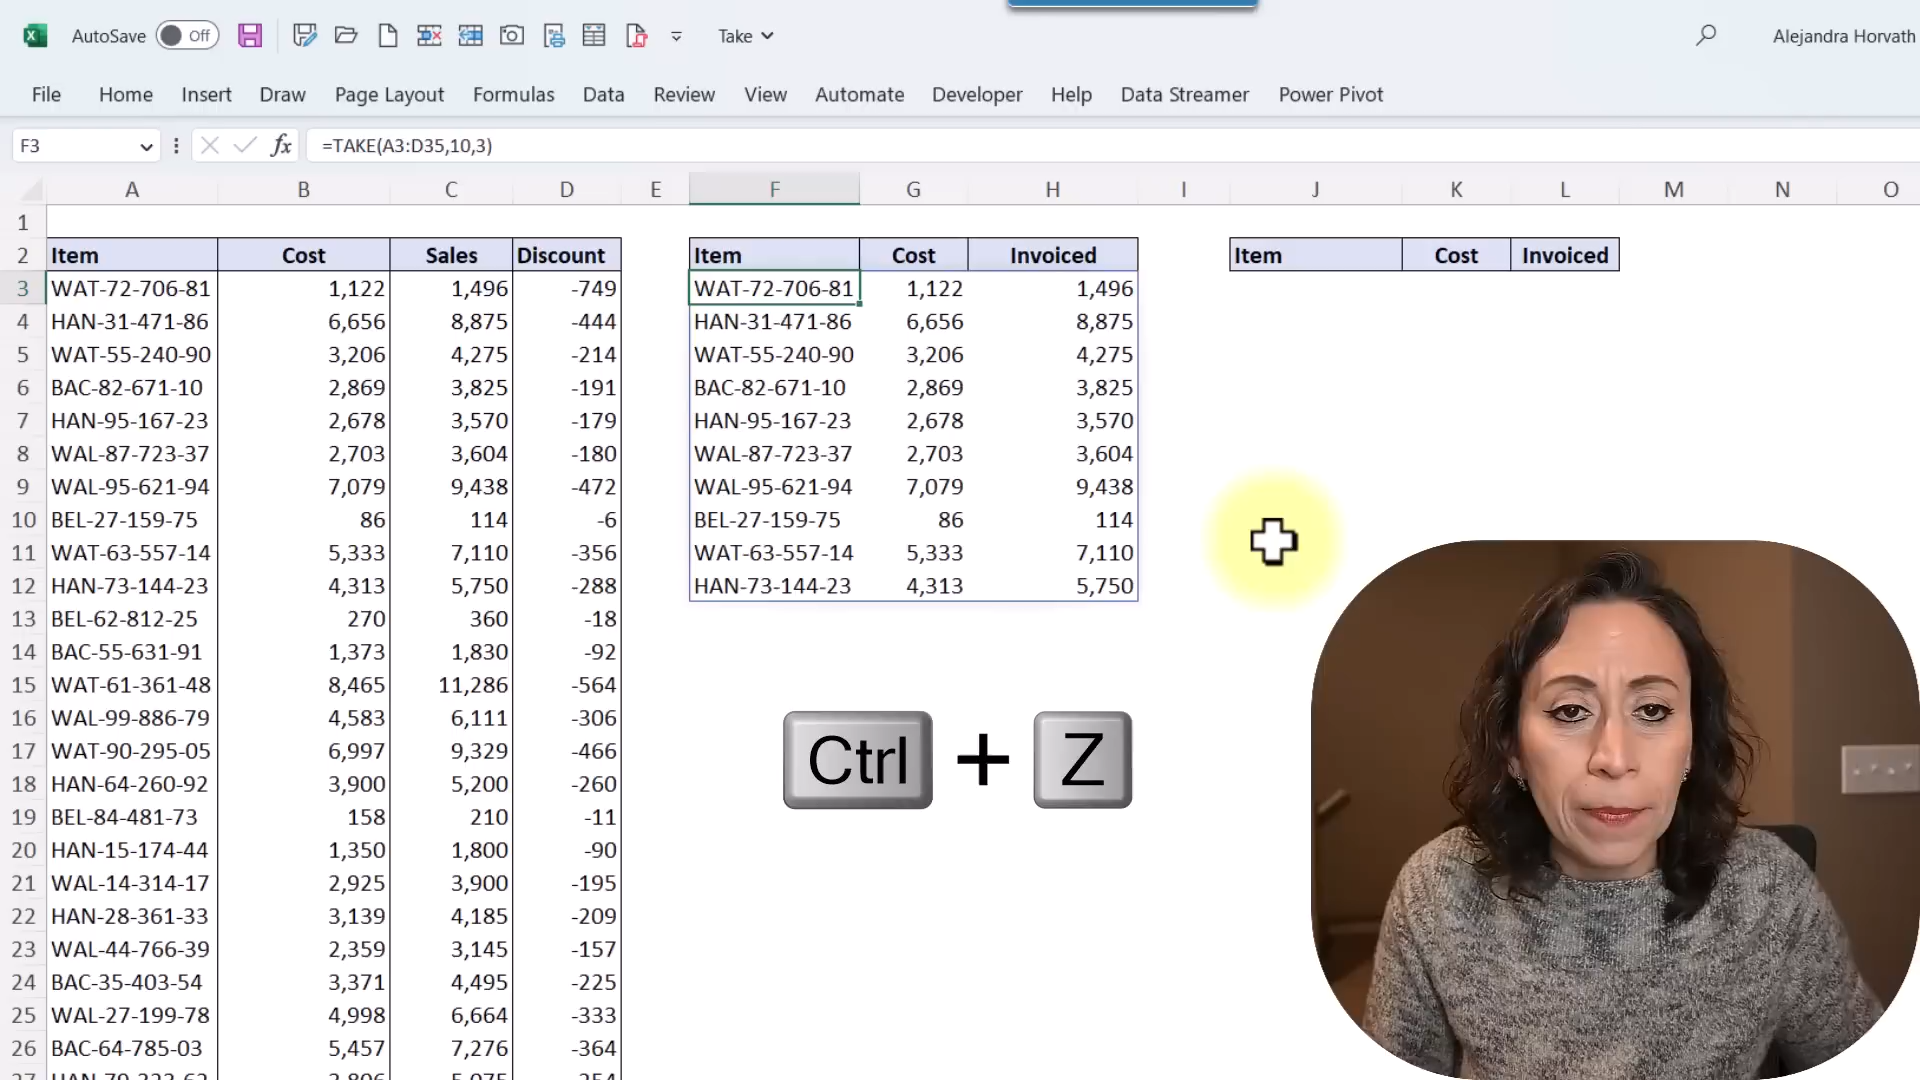 AutoSave Off Take Alejandra Horvath
File Home Insert Draw Page Layout Formulas Data Review View Automate Developer Help Data Streamer Power Pivot
F3 fx =TAKE(A3:D35,10,3)
A B C D E F G H I J K L M N O
1
2 Item Cost Sales Discount Item Cost Invoiced Item Cost Invoiced
3 WAT-72-706-81 1,122 1,496 -749 WAT-72-706-81 1,122 1,496
4 HAN-31-471-86 6,656 8,875 -444 HAN-31-471-86 6,656 8,875
5 WAT-55-240-90 3,206 4,275 -214 WAT-55-240-90 3,206 4,275
6 BAC-82-671-10 2,869 3,825 -191 BAC-82-671-10 2,869 3,825
7 HAN-95-167-23 2,678 3,570 -179 HAN-95-167-23 2,678 3,570
8 WAL-87-723-37 2,703 3,604 -180 WAL-87-723-37 2,703 3,604
9 WAL-95-621-94 7,079 9,438 -472 WAL-95-621-94 7,079 9,438
10 BEL-27-159-75 86 114 -6 BEL-27-159-75 86 114
11 WAT-63-557-14 5,333 7,110 -356 WAT-63-557-14 5,333 7,110
12 HAN-73-144-23 4,313 5,750 -288 HAN-73-144-23 4,313 5,750
13 BEL-62-812-25 270 360 -18
14 BAC-55-631-91 1,373 1,830 -92
15 WAT-61-361-48 8,465 11,286 -564
16 WAL-99-886-79 4,583 6,111 -306
17 WAT-90-295-05 6,997 9,329 -466
Ctrl + Z
18 HAN-64-260-92 3,900 5,200 -260
19 BEL-84-481-73 158 210 -11
20 HAN-15-174-44 1,350 1,800 -90
21 WAL-14-314-17 2,925 3,900 -195
22 HAN-28-361-33 3,139 4,185 -209
23 WAL-44-766-39 2,359 3,145 -157
24 BAC-35-403-54 3,371 4,495 -225
25 WAL-27-199-78 4,998 6,664 -333
26 BAC-64-785-03 5,457 7,276 -364